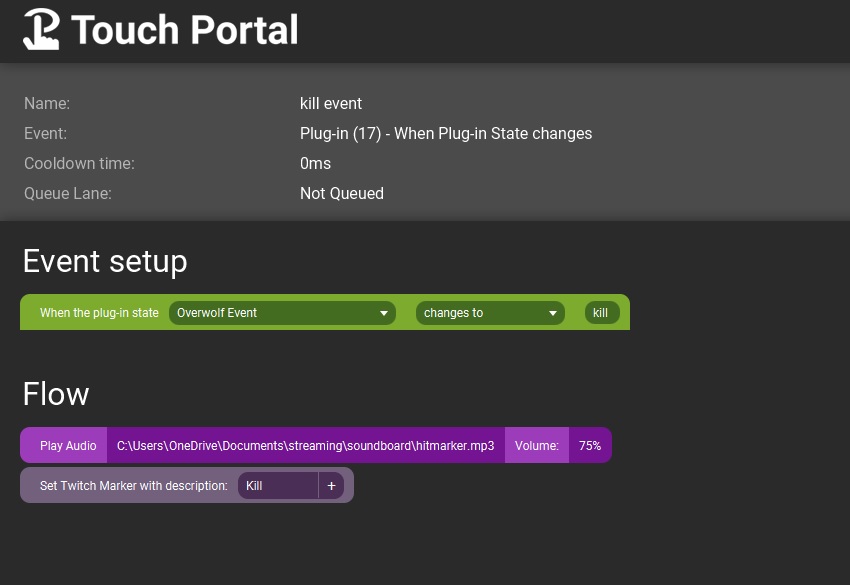 Touch Portal
Name: kill event
Event: Plug-in (17) - When Plug-in State changes
Cooldown time: 0ms
Queue Lane: Not Queued
Event setup
When the plug-in state Overwolf Event changes to kill
Flow
Play Audio C:\Users\OneDrive\Documents\streaming\soundboard\hitmarker.mp3 Volume: 75%
Set Twitch Marker with description: Kill +